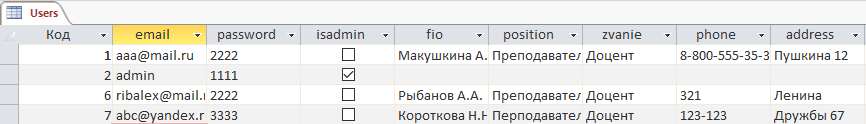 Users
Код email password isadmin fio position zvanie phone address
1 aaa@mail.ru 2222 Макушкина А. Преподавател Доцент 8-800-555-35-3 Пушкина 12
2 admin 1111
6 ribalex@mail.r 2222 Рыбанов А.А. Преподавател Доцент 321 Ленина
7 abc@yandex.r 3333 Короткова Н.Н Перподавател Доцент 123-123 Дружбы 67